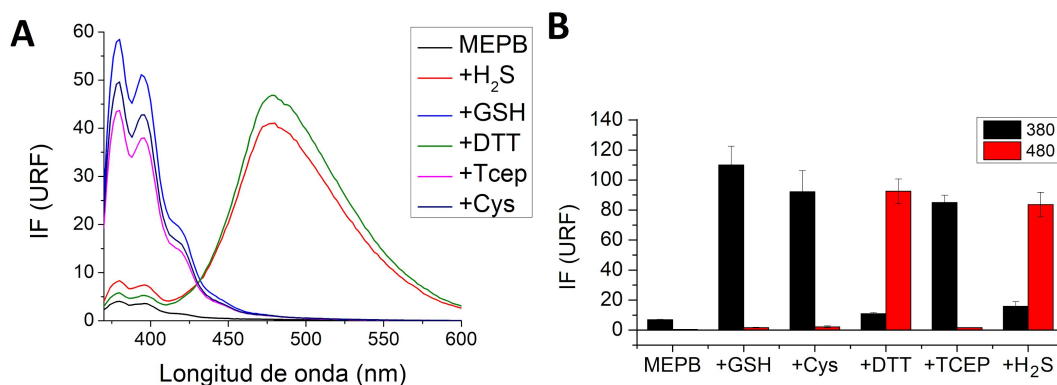 A
IF (URF)
60
50
40
30
20
10
0
400
450
500
550
600
Longitud de onda (nm)
MEPB
+H₂S
+GSH
+DTT
+Tcep
+Cys
B
IF (URF)
140
120
100
80
60
40
20
0
380
480
MEPB
+GSH
+Cys
+DTT
+TCEP
+H₂S